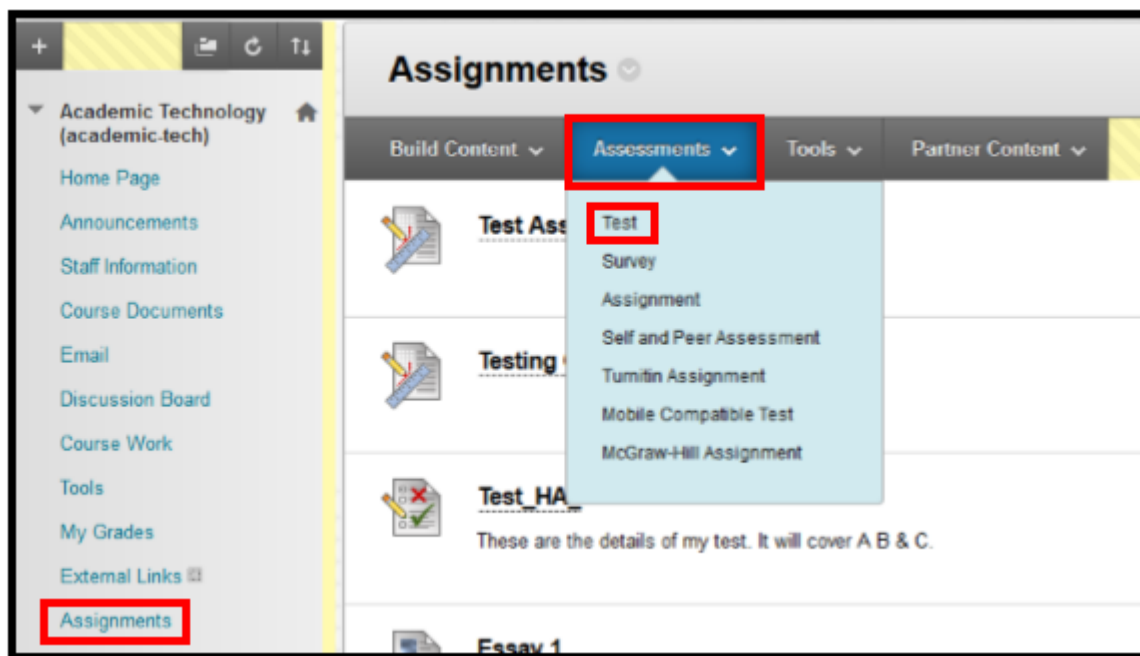 Academic Technology
(academic-tech)
Home Page
Announcements
Staff Information
Course Documents
Email
Discussion Board
Course Work
Tools
My Grades
External Links
Assignments
Assignments
Build Content
Assessments
Tools
Partner Content
Test
Survey
Assignment
Self and Peer Assessment
Turnitin Assignment
Mobile Compatible Test
McGraw-Hill Assignment
Test Ass
Testing
Test_HA_
These are the details of my test. It will cover A B & C.
Essay 1